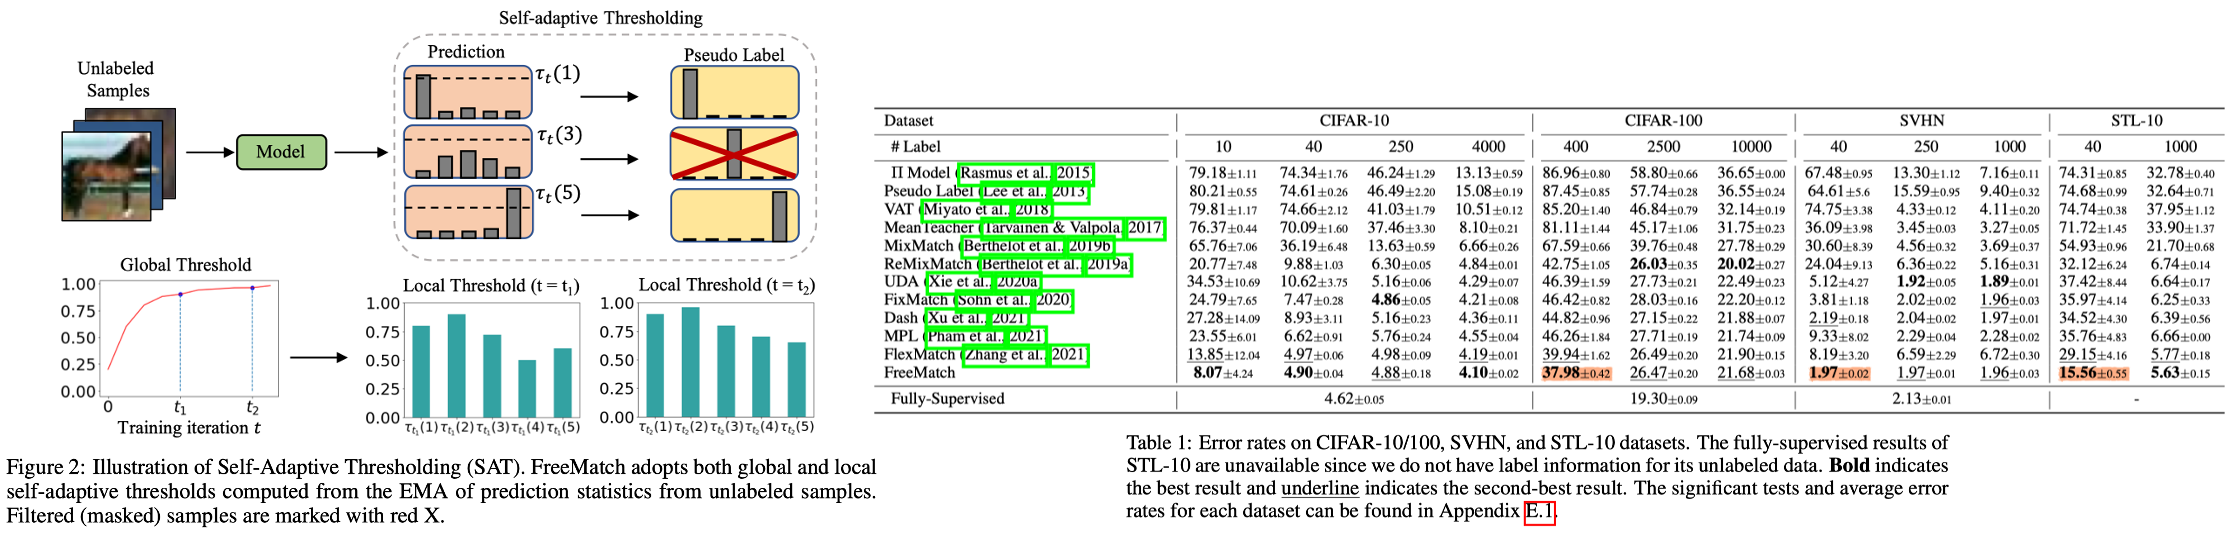 Self-adaptive Thresholding
Unlabeled
Samples
Model
Prediction
Pseudo Label
τt(1)
τt(3)
τt(5)
Global Threshold
1.00
0.75
0.50
0.25
0.00
0
t1
t2
Training iteration t
Local Threshold (t = t1)
1.00
0.75
0.50
0.25
0.00
τt1(1) τt1(2) τt1(3) τt1(4) τt1(5)
Local Threshold (t = t2)
1.00
0.75
0.50
0.25
0.00
τt2(1) τt2(2) τt2(3) τt2(4) τt2(5)
Figure 2: Illustration of Self-Adaptive Thresholding (SAT). FreeMatch adopts both global and local
self-adaptive thresholds computed from the EMA of prediction statistics from unlabeled samples.
Filtered (masked) samples are marked with red X.
Dataset CIFAR-10 CIFAR-100 SVHN STL-10
# Label 10 40 250 4000 400 2500 10000 40 250 1000 40 1000
Π Model (Rasmus et al., 2015) 79.18±1.11 74.34±1.76 46.24±1.29 13.13±0.59 86.96±0.80 58.80±0.66 36.65±0.00 67.48±0.95 13.30±1.12 7.16±0.11 74.31±0.85 32.78±0.40
Pseudo Label (Lee et al., 2013) 80.21±0.55 74.61±0.26 46.49±2.20 15.08±0.19 87.45±0.85 57.74±0.28 36.55±0.24 64.61±5.6 15.59±0.95 9.40±0.32 74.68±0.99 32.64±0.71
VAT (Miyato et al., 2018) 79.81±1.17 74.66±2.12 41.03±1.79 10.51±0.12 85.20±1.40 46.84±0.79 32.14±0.19 74.75±3.38 4.33±0.12 4.11±0.20 74.74±0.38 37.95±1.12
MeanTeacher (Tarvainen & Valpola, 2017) 76.37±0.44 70.09±1.60 37.46±3.30 8.10±0.21 81.11±1.44 45.17±1.06 31.75±0.23 36.09±3.98 3.45±0.03 3.27±0.05 71.72±1.45 33.90±1.37
MixMatch (Berthelot et al., 2019b) 65.76±7.06 36.19±6.48 13.63±0.59 6.66±0.26 67.59±0.66 39.76±0.48 27.78±0.29 30.60±8.39 4.56±0.32 3.69±0.37 54.93±0.96 21.70±0.68
ReMixMatch (Berthelot et al., 2019a) 20.77±7.48 9.88±1.03 6.30±0.05 4.84±0.01 42.75±1.05 26.03±0.35 20.02±0.27 24.04±9.13 6.36±0.22 5.16±0.31 32.12±6.24 6.74±0.14
UDA (Xie et al., 2020a) 34.53±10.69 10.62±3.75 5.16±0.06 4.29±0.07 46.39±1.59 27.73±0.21 22.49±0.23 5.12±4.27 1.92±0.05 1.89±0.01 37.42±8.44 6.64±0.17
FixMatch (Sohn et al., 2020) 24.79±7.65 7.47±0.28 4.86±0.05 4.21±0.08 46.42±0.82 28.03±0.16 22.20±0.12 3.81±1.18 2.02±0.02 1.96±0.03 35.97±4.14 6.25±0.33
Dash (Xu et al., 2021) 27.28±14.09 8.93±3.11 5.16±0.23 4.36±0.11 44.82±0.96 27.15±0.22 21.88±0.07 2.19±0.18 2.04±0.02 1.97±0.01 34.52±4.30 6.39±0.56
MPL (Pham et al., 2021) 23.55±6.01 6.62±0.91 5.76±0.24 4.55±0.04 46.26±1.84 27.71±0.19 21.74±0.09 9.33±8.02 2.29±0.04 2.28±0.02 35.76±4.83 6.66±0.00
FlexMatch (Zhang et al., 2021) 13.85±12.04 4.97±0.06 4.98±0.09 4.19±0.01 39.94±1.62 26.49±0.20 21.90±0.15 8.19±3.20 6.59±2.29 6.72±0.30 29.15±4.16 5.77±0.18
FreeMatch 8.07±4.24 4.90±0.04 4.88±0.18 4.10±0.02 37.98±0.42 26.47±0.20 21.68±0.03 1.97±0.02 1.97±0.01 1.96±0.03 15.56±0.55 5.63±0.15
Fully-Supervised 4.62±0.05 19.30±0.09 2.13±0.01 -
Table 1: Error rates on CIFAR-10/100, SVHN, and STL-10 datasets. The fully-supervised results of
STL-10 are unavailable since we do not have label information for its unlabeled data. Bold indicates
the best result and underline indicates the second-best result. The significant tests and average error
rates for each dataset can be found in Appendix E.1.